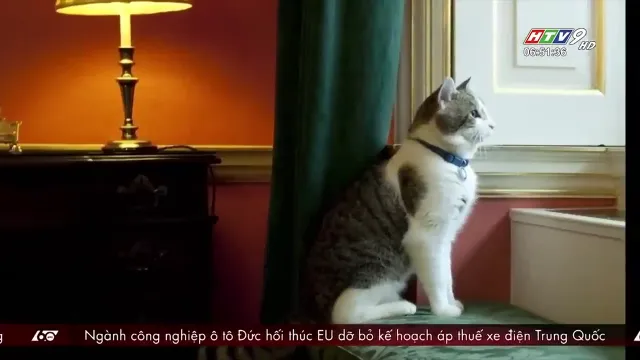 HTV9 HD
06:51:36
g 60 Ngành công nghiệp ô tô Đức hối thúc EU dỡ bỏ kế hoạch áp thuế xe điện Trung Quốc